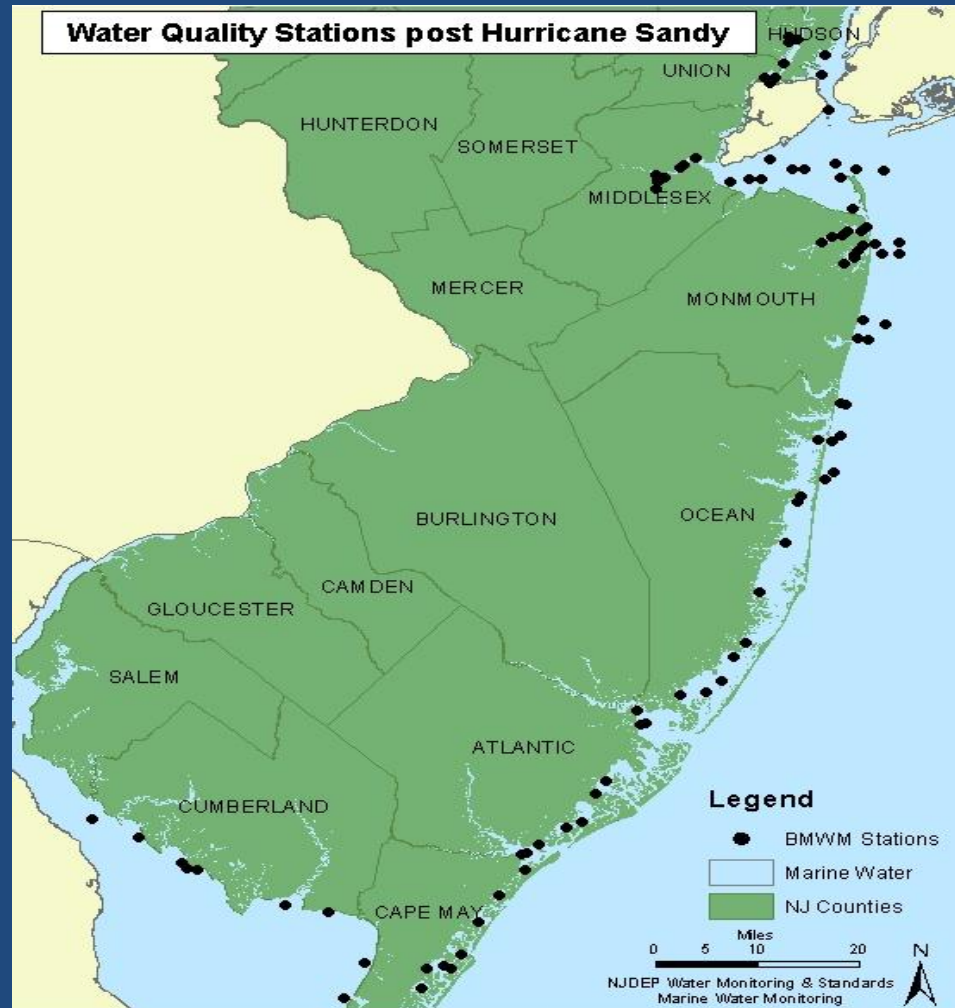 Water Quality Stations post Hurricane Sandy
HUDSON
UNION
HUNTERDON
SOMERSET
MIDDLESEX
MERCER
MONMOUTH
BURLINGTON
OCEAN
CAMDEN
GLOUCESTER
SALEM
ATLANTIC
CUMBERLAND
CAPE MAY
Legend
BMWM Stations
Marine Water
NJ Counties
Miles
0 5 10 20
N
NJDEP Water Monitoring & Standards
Marine Water Monitoring